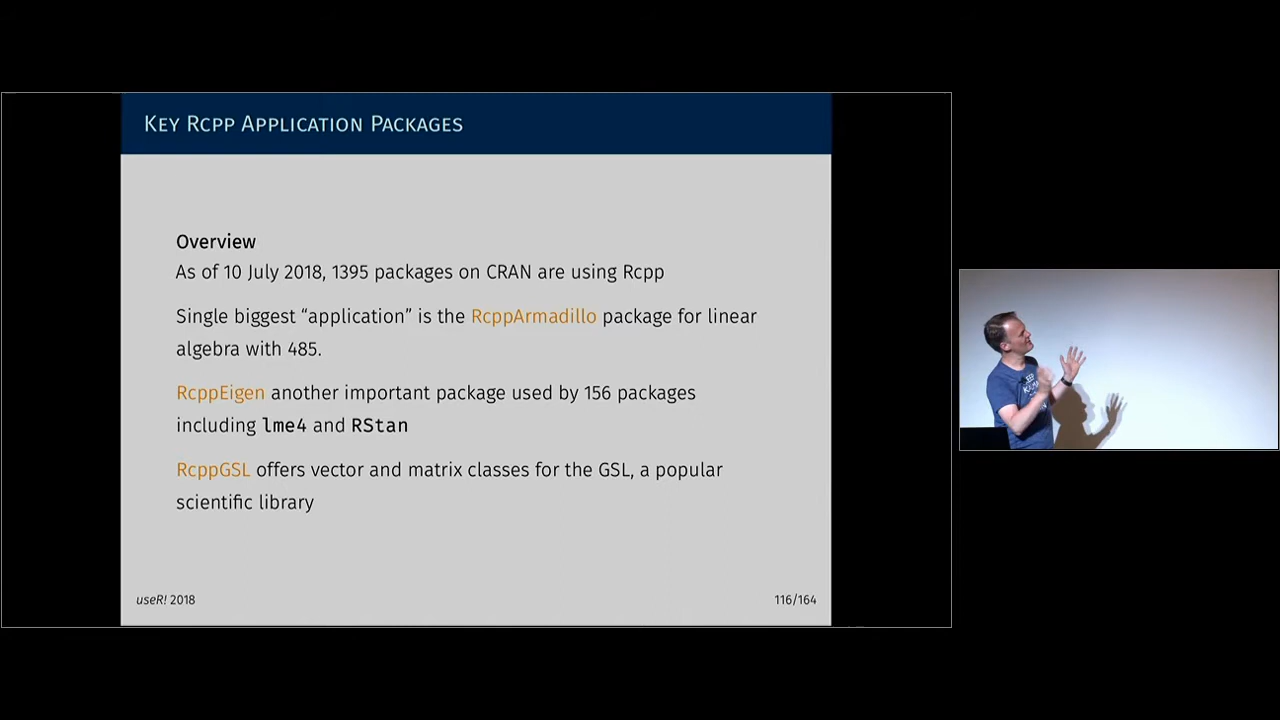 Key Rcpp Application Packages
Overview
As of 10 July 2018, 1395 packages on CRAN are using Rcpp
Single biggest “application” is the RcppArmadillo package for linear
algebra with 485.
RcppEigen another important package used by 156 packages
including lme4 and RStan
RcppGSL offers vector and matrix classes for the GSL, a popular
scientific library
useR! 2018
116/164